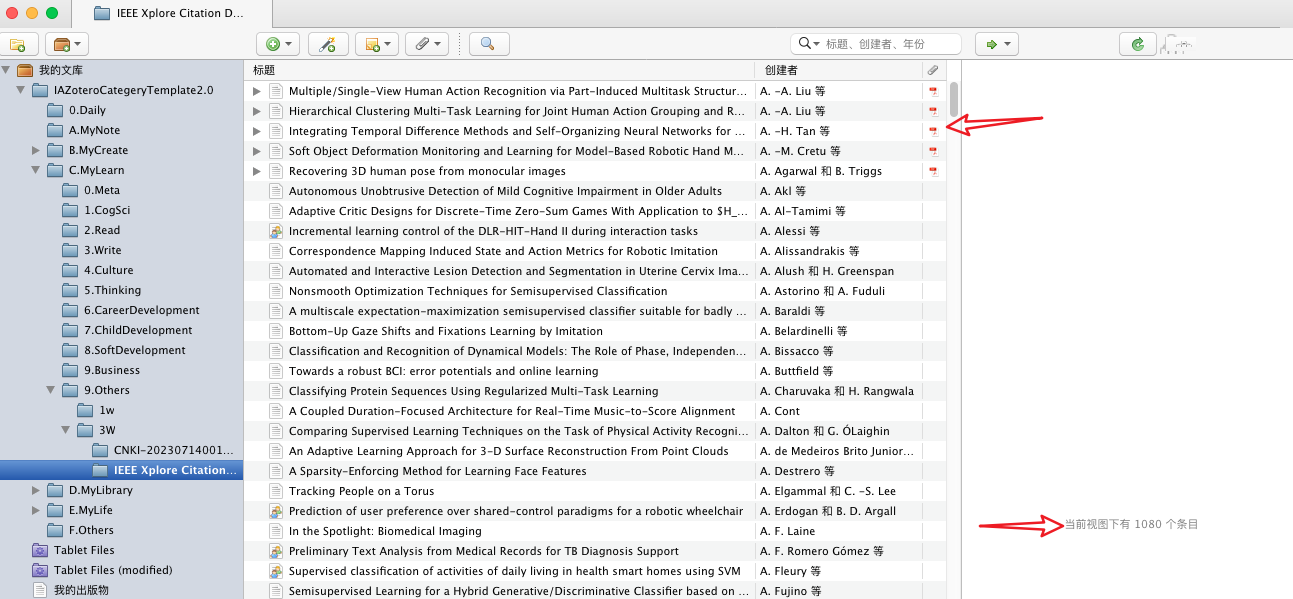 IEEE Xplore Citation D...
标题、创建者、年份
我的文库
IAZoteroCategeryTemplate2.0
0.Daily
A.MyNote
B.MyCreate
C.MyLearn
0.Meta
1.CogSci
2.Read
3.Write
4.Culture
5.Thinking
6.CareerDevelopment
7.ChildDevelopment
8.SoftDevelopment
9.Business
9.Others
1w
3W
CNKI-20230714001...
IEEE Xplore Citation...
D.MyLibrary
E.MyLife
F.Others
Tablet Files
Tablet Files (modified)
我的出版物
标题 创建者
Multiple/Single-View Human Action Recognition via Part-Induced Multitask Structur... A. -A. Liu 等
Hierarchical Clustering Multi-Task Learning for Joint Human Action Grouping and R... A. -A. Liu 等
Integrating Temporal Difference Methods and Self-Organizing Neural Networks for ... A. -H. Tan 等
Soft Object Deformation Monitoring and Learning for Model-Based Robotic Hand M... A. -M. Cretu 等
Recovering 3D human pose from monocular images A. Agarwal 和 B. Triggs
Autonomous Unobtrusive Detection of Mild Cognitive Impairment in Older Adults A. Akl 等
Adaptive Critic Designs for Discrete-Time Zero-Sum Games With Application to $H_... A. Al-Tamimi 等
Incremental learning control of the DLR-HIT-Hand II during interaction tasks A. Alessi 等
Correspondence Mapping Induced State and Action Metrics for Robotic Imitation A. Alissandrakis 等
Automated and Interactive Lesion Detection and Segmentation in Uterine Cervix Ima... A. Alush 和 H. Greenspan
Nonsmooth Optimization Techniques for Semisupervised Classification A. Astorino 和 A. Fuduli
A multiscale expectation-maximization semisupervised classifier suitable for badly ... A. Baraldi 等
Bottom-Up Gaze Shifts and Fixations Learning by Imitation A. Belardinelli 等
Classification and Recognition of Dynamical Models: The Role of Phase, Independen... A. Bissacco 等
Towards a robust BCI: error potentials and online learning A. Buttfield 等
Classifying Protein Sequences Using Regularized Multi-Task Learning A. Charuvaka 和 H. Rangwala
A Coupled Duration-Focused Architecture for Real-Time Music-to-Score Alignment A. Cont
Comparing Supervised Learning Techniques on the Task of Physical Activity Recogni... A. Dalton 和 G. ÓLaighin
An Adaptive Learning Approach for 3-D Surface Reconstruction From Point Clouds A. de Medeiros Brito Junior...
A Sparsity-Enforcing Method for Learning Face Features A. Destrero 等
Tracking People on a Torus A. Elgammal 和 C. -S. Lee
Prediction of user preference over shared-control paradigms for a robotic wheelchair A. Erdogan 和 B. D. Argall
In the Spotlight: Biomedical Imaging A. F. Laine
Preliminary Text Analysis from Medical Records for TB Diagnosis Support A. F. Romero Gómez 等
Supervised classification of activities of daily living in health smart homes using SVM A. Fleury 等
Semisupervised Learning for a Hybrid Generative/Discriminative Classifier based on ... A. Fujino 等
当前视图下有 1080 个条目